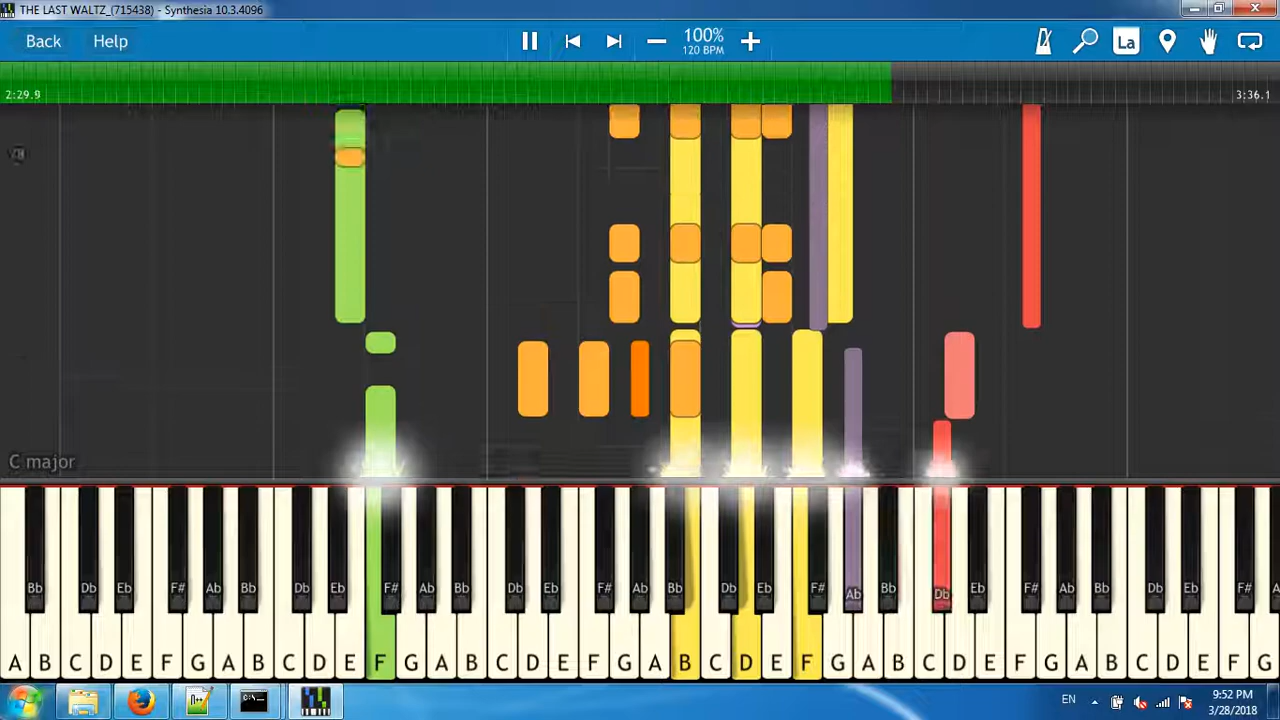 THE LAST WALTZ_(715438) - Synthesia 10.3.4096
Back Help 100% La
120 BPM
2:29.9 3:36.1
C major
Bb Db Eb F# Ab Bb Db Eb F# Ab Bb Db Eb F# Ab Bb Db Eb F# Ab Bb Db Eb F# Ab Bb Db Eb F# A
A B C D E F G A B C D E F G A B C D E F G A B C D E F G A B C D E F G A B C D E F G
EN 9:52 PM
3/28/2018